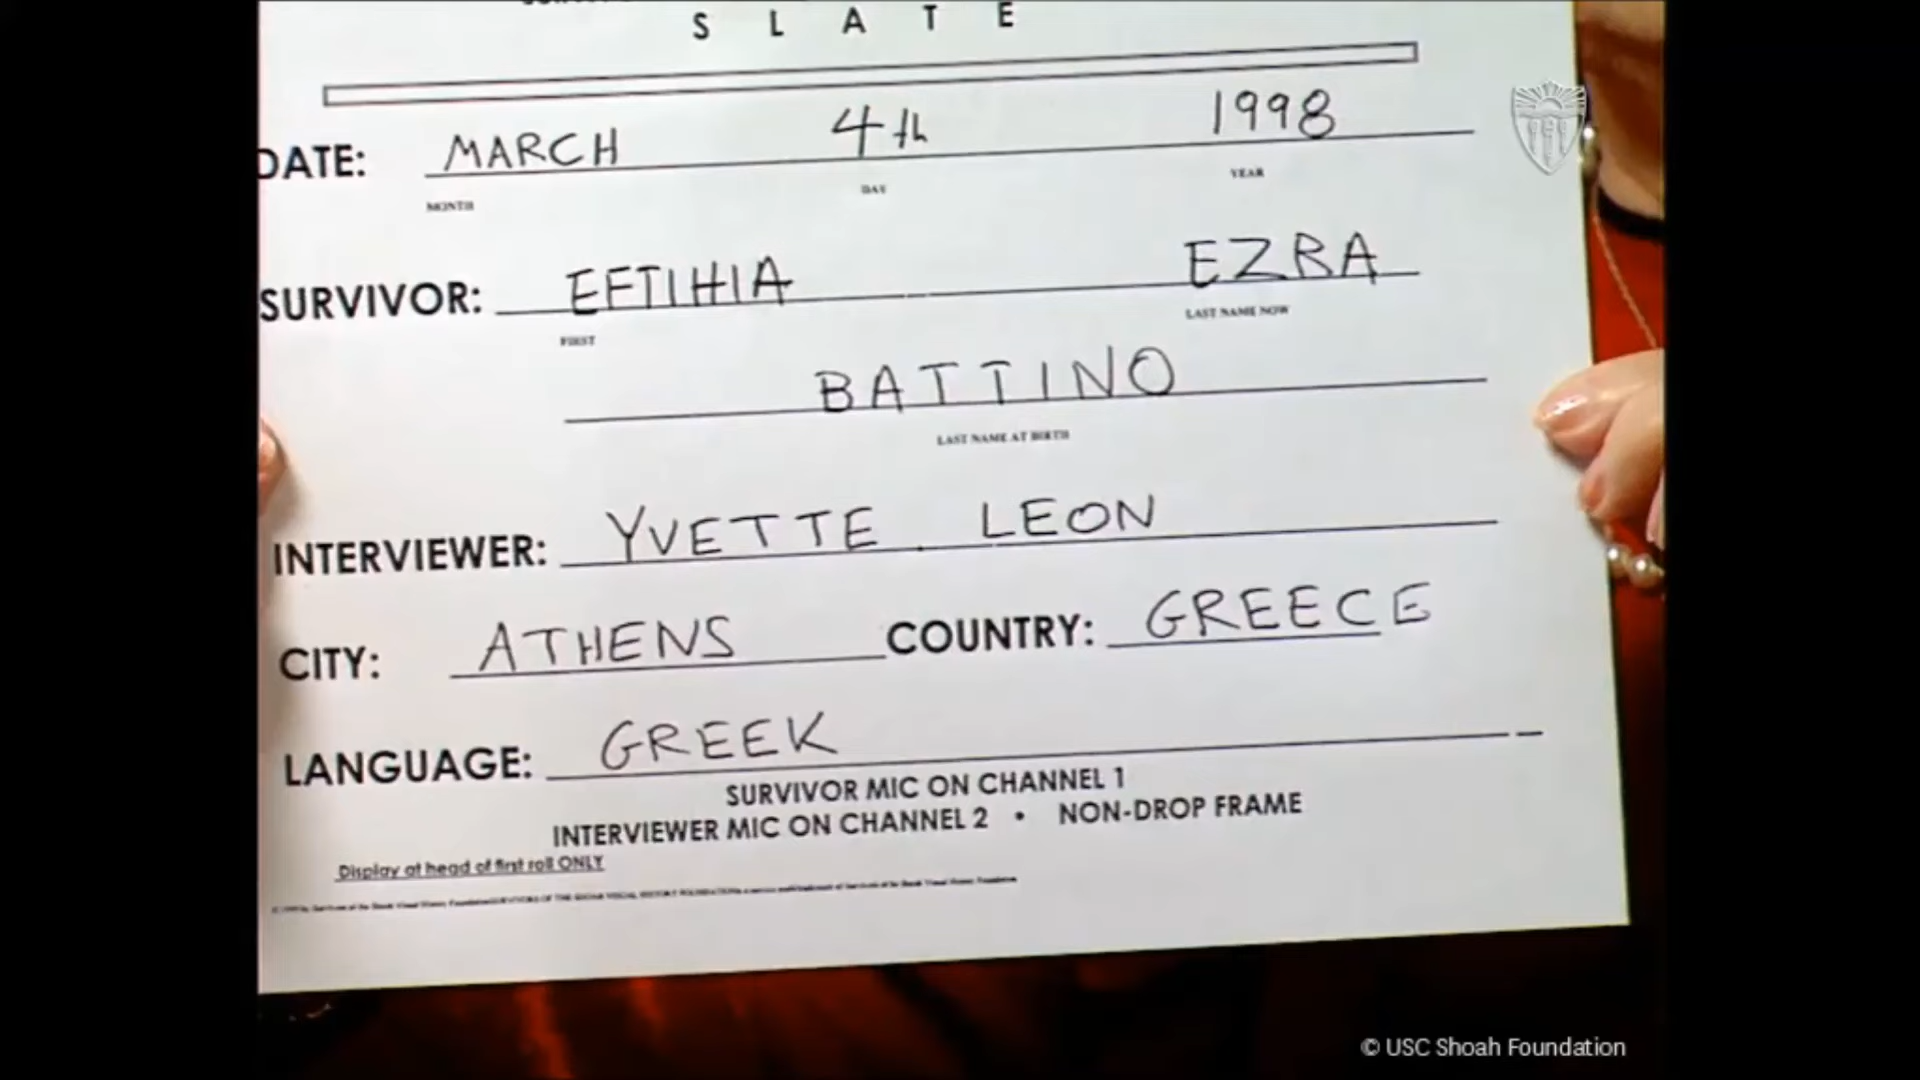 S L A T E
DATE: MARCH 4th 1998
MONTH DAY YEAR
SURVIVOR: EFTIHIA EZRA
FIRST LAST NAME NOW
BATTINO
LAST NAME AT BIRTH
INTERVIEWER: YVETTE LEON
CITY: ATHENS COUNTRY: GREECE
LANGUAGE: GREEK
SURVIVOR MIC ON CHANNEL 1
INTERVIEWER MIC ON CHANNEL 2 • NON-DROP FRAME
Display at head of first roll ONLY
© USC Shoah Foundation